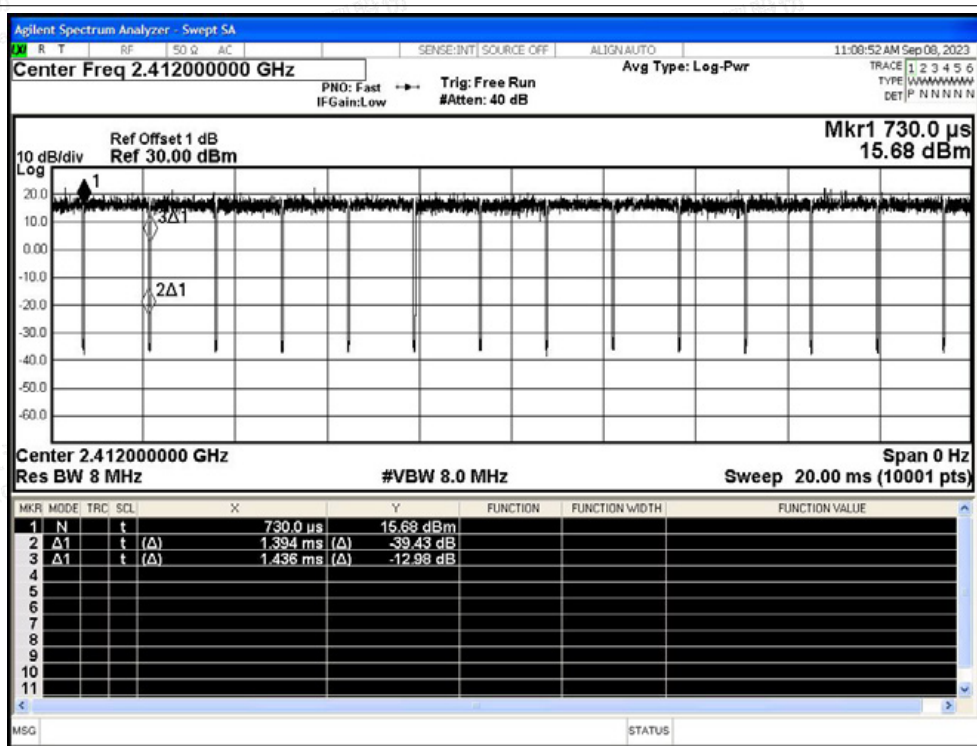 Agilent Spectrum Analyzer - Swept SA
R T RF 50 Ω AC SENSE:INT SOURCE OFF ALIGN AUTO 11:08:52 AM Sep 08, 2023
Center Freq 2.412000000 GHz
Avg Type: Log-Pwr
TRACE 1 2 3 4 5 6
PNO: Fast
Trig: Free Run
TYPE
IFGain:Low
#Atten: 40 dB
DET P N N N N N
Mkr1 730.0 µs
Ref Offset 1 dB
10 dB/div Ref 30.00 dBm
15.68 dBm
Log
1
20.0
3Δ1
10.0
0.00
-10.0
2Δ1
-20.0
-30.0
-40.0
-50.0
-60.0
Center 2.412000000 GHz Span 0 Hz
Res BW 8 MHz #VBW 8.0 MHz Sweep 20.00 ms (10001 pts)
MKR MODE TRC SCL X Y FUNCTION FUNCTION WIDTH FUNCTION VALUE
1 N t 730.0 µs 15.68 dBm
2 Δ1 t (Δ) 1.394 ms (Δ) -39.43 dB
3 Δ1 t (Δ) 1.436 ms (Δ) -12.98 dB
4
5
6
7
8
9
10
11
MSG STATUS